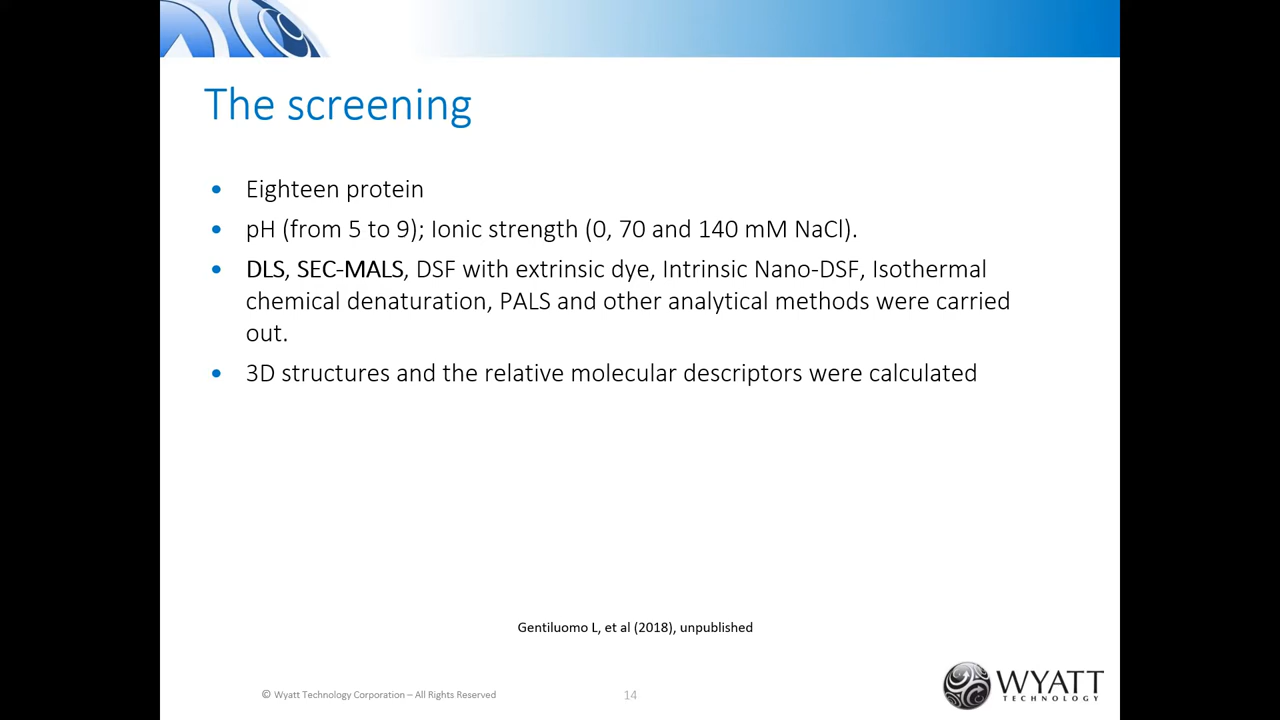 The screening
• Eighteen protein
• pH (from 5 to 9); Ionic strength (0, 70 and 140 mM NaCl).
• DLS, SEC-MALS, DSF with extrinsic dye, Intrinsic Nano-DSF, Isothermal
chemical denaturation, PALS and other analytical methods were carried
out.
• 3D structures and the relative molecular descriptors were calculated
Gentiluomo L, et al (2018), unpublished
© Wyatt Technology Corporation – All Rights Reserved
14
WYATT
TECHNOLOGY